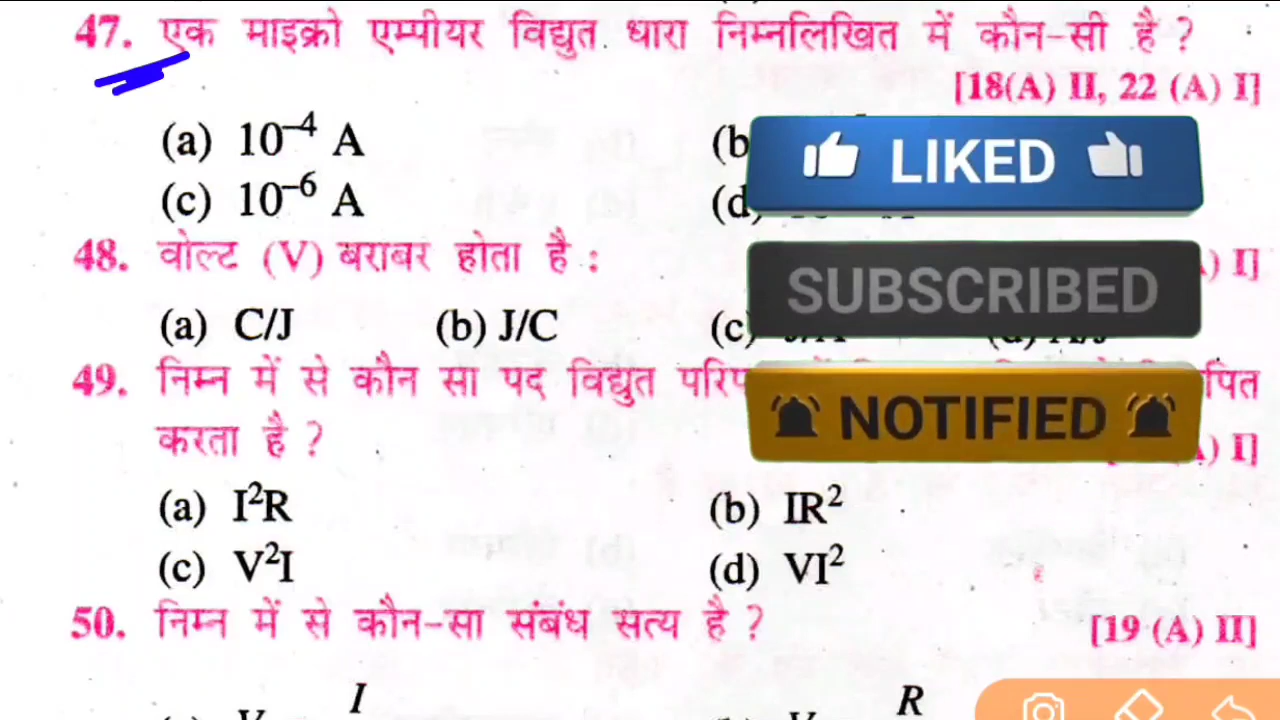 47. एक माइक्रो एम्पीयर विद्युत धारा निम्नलिखित में कौन-सी है ?
[18(A) II, 22 (A) I]
(a) 10⁻⁴ A (b
(c) 10⁻⁶ A (d)
LIKED
48. वोल्ट (V) बराबर होता है : I]
SUBSCRIBED
(a) C/J (b) J/C (c)
49. निम्न में से कौन सा पद विद्युत
करता है ? I]
NOTIFIED
(a) I²R (b) IR²
(c) V²I (d) VI²
50. निम्न में से कौन-सा संबंध सत्य है ? [19 (A) II]
I R